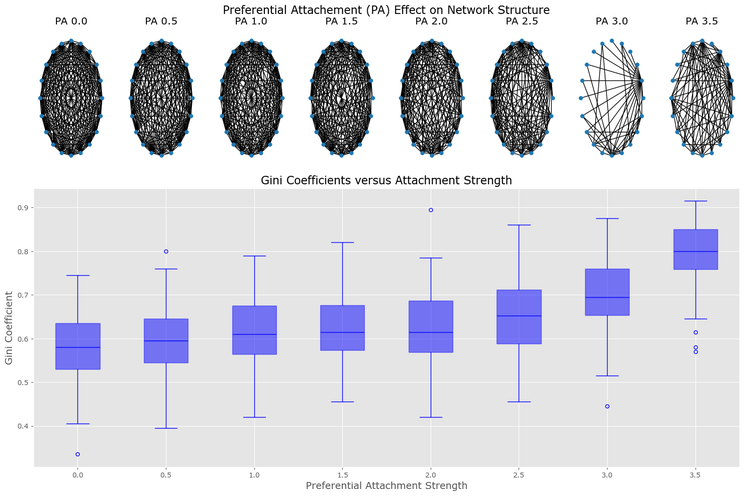 Preferential Attachement (PA) Effect on Network Structure
PA 0.0 PA 0.5 PA 1.0 PA 1.5 PA 2.0 PA 2.5 PA 3.0 PA 3.5
Gini Coefficients versus Attachment Strength
0.9
0.8
0.7
0.6
0.5
0.4
Gini Coefficient
0.0 0.5 1.0 1.5 2.0 2.5 3.0 3.5
Preferential Attachment Strength